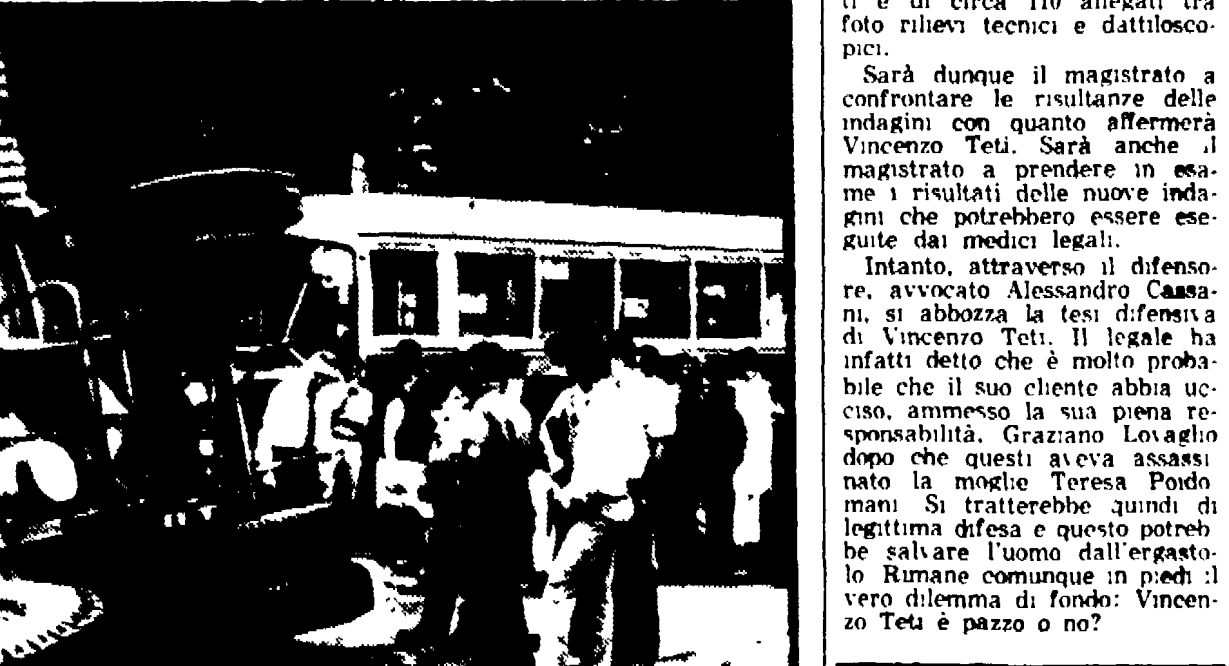 ti e di circa 110 allegati tra
foto rilievi tecnici e dattilosco-
pici.
Sarà dunque il magistrato a
confrontare le risultanze delle
indagini con quanto affermerà
Vincenzo Teti. Sarà anche il
magistrato a prendere in esa-
me i risultati delle nuove inda-
gini che potrebbero essere ese-
guite dai medici legali.
Intanto, attraverso il difenso-
re, avvocato Alessandro Cassa-
ni, si abbozza la tesi difensiva
di Vincenzo Teti. Il legale ha
infatti detto che è molto proba-
bile che il suo cliente abbia uc-
ciso, ammesso la sua piena re-
sponsabilità, Graziano Lovaglio
dopo che questi aveva assassi
nato la moglie Teresa Poido
mani Si tratterebbe quindi di
legittima difesa e questo potreb
be salvare l'uomo dall'ergasto-
lo Rimane comunque in piedi il
vero dilemma di fondo: Vincen-
zo Teti è pazzo o no?